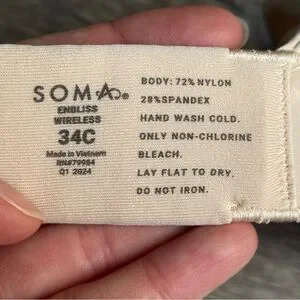 SOMA®
ENBLISS
WIRELESS
34C
Made in Vietnam
RN#79984
Q1 2024
BODY: 72% NYLON
28% SPANDEX
HAND WASH COLD.
ONLY NON-CHLORINE
BLEACH.
LAY FLAT TO DRY.
DO NOT IRON.